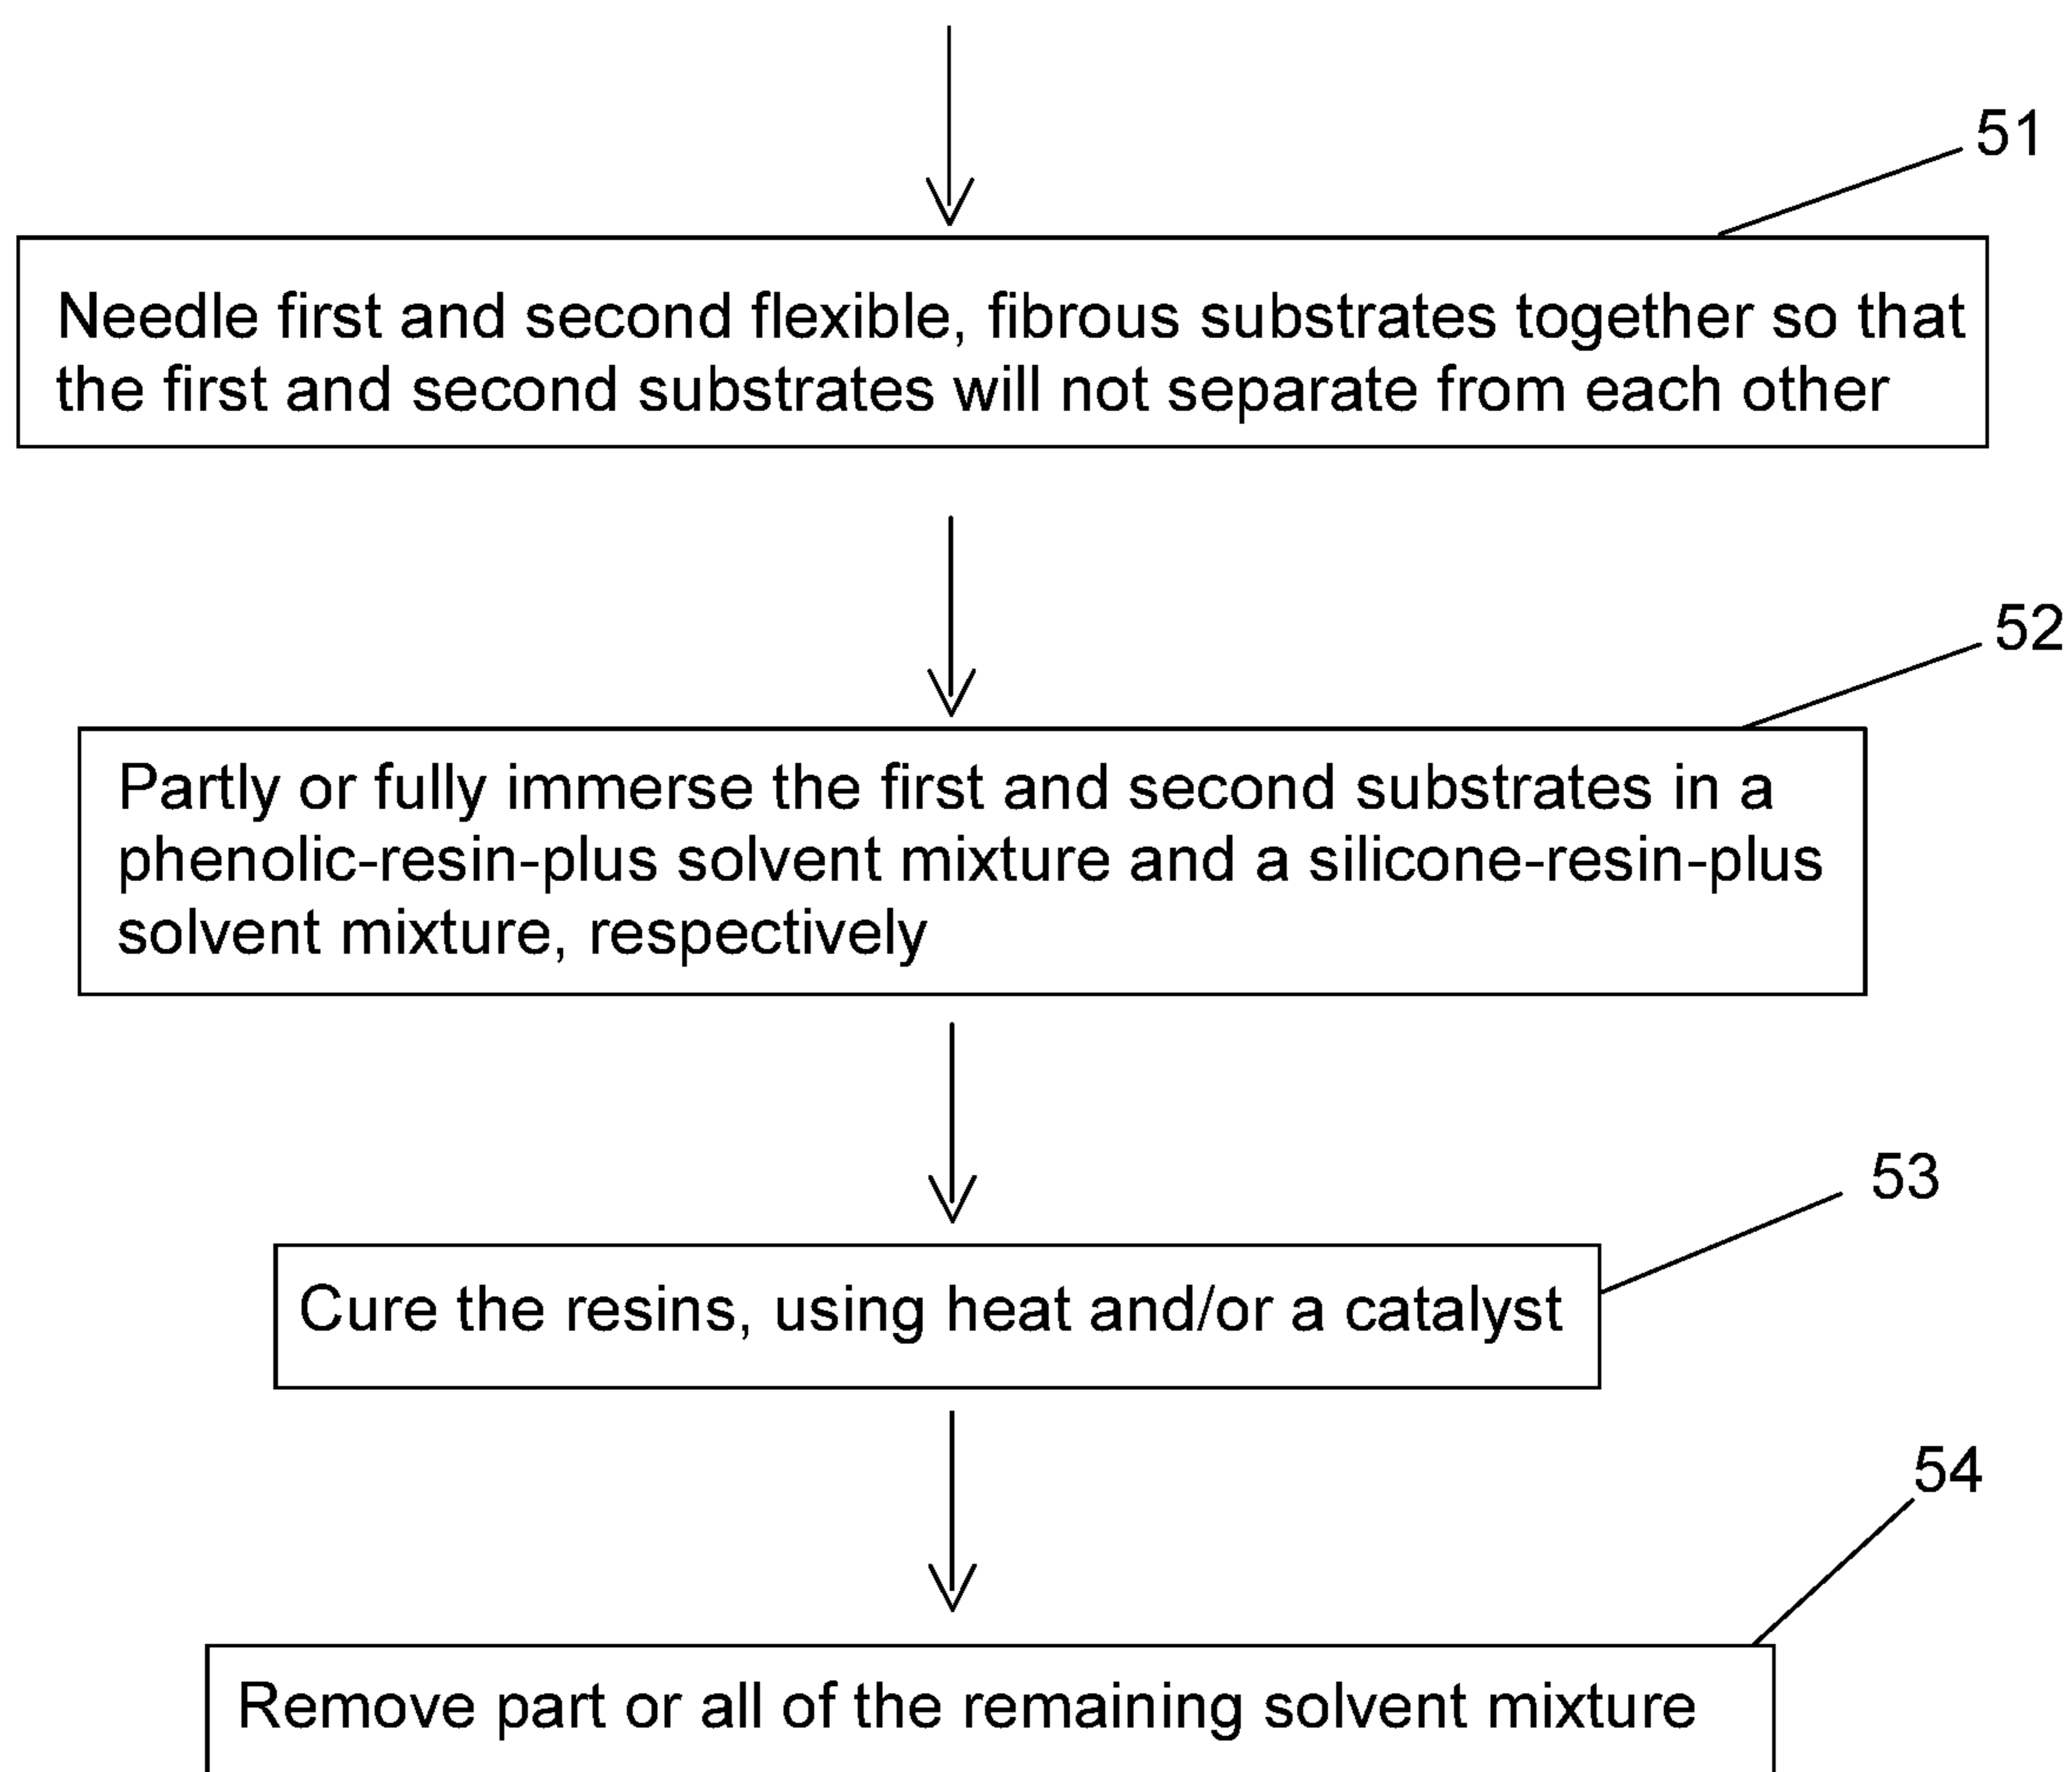 51
Needle first and second flexible, fibrous substrates together so that
the first and second substrates will not separate from each other
52
Partly or fully immerse the first and second substrates in a
phenolic-resin-plus solvent mixture and a silicone-resin-plus
solvent mixture, respectively
53
Cure the resins, using heat and/or a catalyst
54
Remove part or all of the remaining solvent mixture